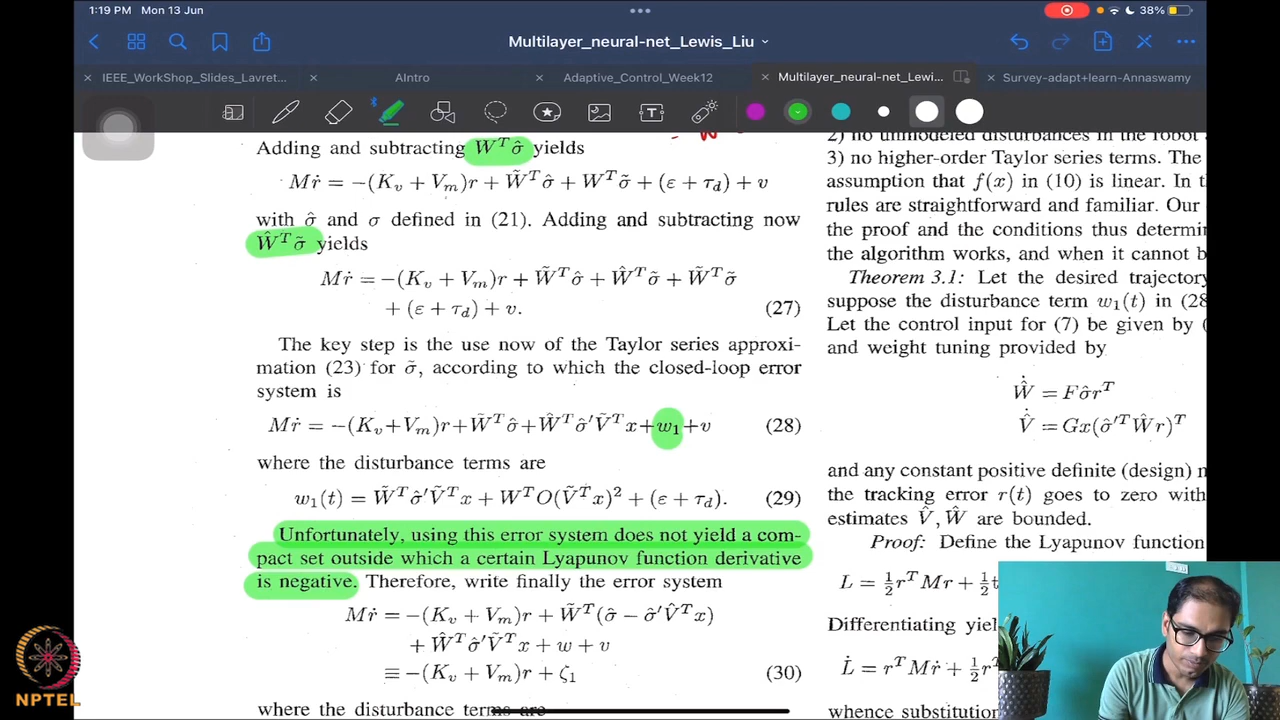 1:19 PM Mon 13 Jun
38%
Multilayer_neural-net_Lewis_Liu
IEEE_WorkShop_Slides_Lavret...
AIntro
Adaptive_Control_Week12
Multilayer_neural-net_Lewi...
Survey-adapt+learn-Annaswamy
Adding and subtracting W^T σ̂ yields
Mṙ = −(K_v + V_m)r + W̃^T σ̂ + W^T σ̃ + (ε + τ_d) + v
with σ̂ and σ defined in (21). Adding and subtracting now
Ŵ^T σ̃ yields
Mṙ = −(K_v + V_m)r + W̃^T σ̂ + Ŵ^T σ̃ + W̃^T σ̃
+ (ε + τ_d) + v. (27)
The key step is the use now of the Taylor series approxi-
mation (23) for σ̃, according to which the closed-loop error
system is
Mṙ = −(K_v+V_m)r+W̃^T σ̂+Ŵ^T σ̂′Ṽ^T x+w_1+v (28)
where the disturbance terms are
w_1(t) = W̃^T σ̂′Ṽ^T x + W^T O(Ṽ^T x)^2 + (ε + τ_d). (29)
Unfortunately, using this error system does not yield a com-
pact set outside which a certain Lyapunov function derivative
is negative. Therefore, write finally the error system
Mṙ = −(K_v + V_m)r + W̃^T(σ̂ − σ̂′V̂^T x)
+ Ŵ^T σ̂′Ṽ^T x + w + v
≡ −(K_v + V_m)r + ζ_1 (30)
where the disturbance terms are
2) no unmodeled disturbances in the robot
3) no higher-order Taylor series terms. The
assumption that f(x) in (10) is linear. In t
rules are straightforward and familiar. Our
the proof and the conditions thus determin
the algorithm works, and when it cannot b
Theorem 3.1: Let the desired trajectory
suppose the disturbance term w_1(t) in (28
Let the control input for (7) be given by (
and weight tuning provided by
Ŵ̇ = Fσ̂r^T
V̂̇ = Gx(σ̂′^T Ŵr)^T
and any constant positive definite (design) m
the tracking error r(t) goes to zero with
estimates V̂, Ŵ are bounded.
Proof: Define the Lyapunov function
L = ½r^T Mr + ½t
Differentiating yiel
L̇ = r^T Mṙ + ½r^T
whence substitution
NPTEL